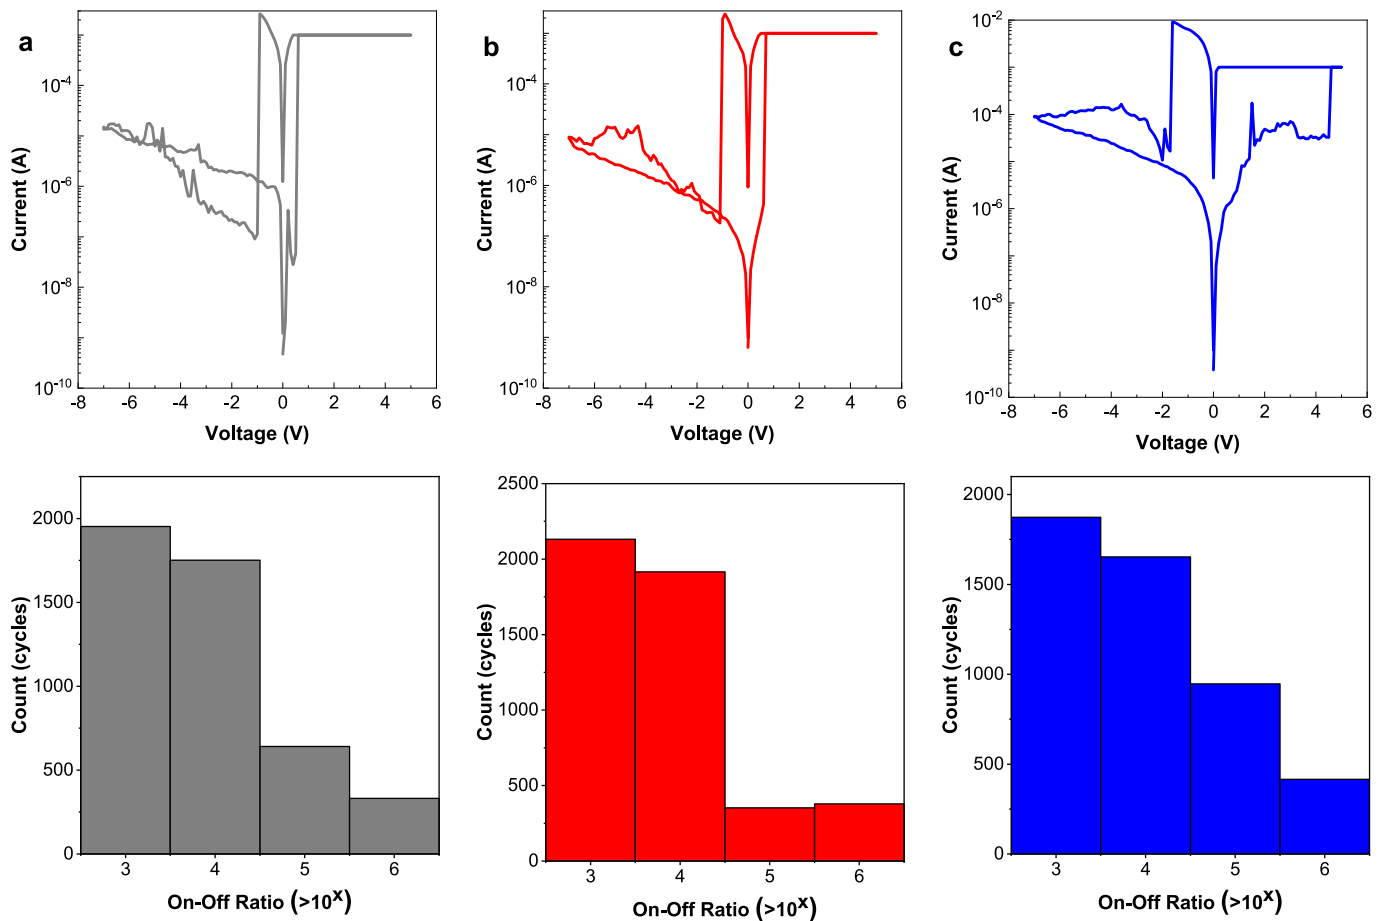 a
Current (A)
10⁻⁴
10⁻⁶
10⁻⁸
10⁻¹⁰
-8 -6 -4 -2 0 2 4 6
Voltage (V)
b
Current (A)
10⁻⁴
10⁻⁶
10⁻⁸
10⁻¹⁰
-8 -6 -4 -2 0 2 4 6
Voltage (V)
c
Current (A)
10⁻²
10⁻⁴
10⁻⁶
10⁻⁸
10⁻¹⁰
-8 -6 -4 -2 0 2 4 6
Voltage (V)
Count (cycles)
2000
1500
1000
500
0
3 4 5 6
On-Off Ratio (>10ˣ)
Count (cycles)
2500
2000
1500
1000
500
0
3 4 5 6
On-Off Ratio (>10ˣ)
Count (cycles)
2000
1500
1000
500
0
3 4 5 6
On-Off Ratio (>10ˣ)